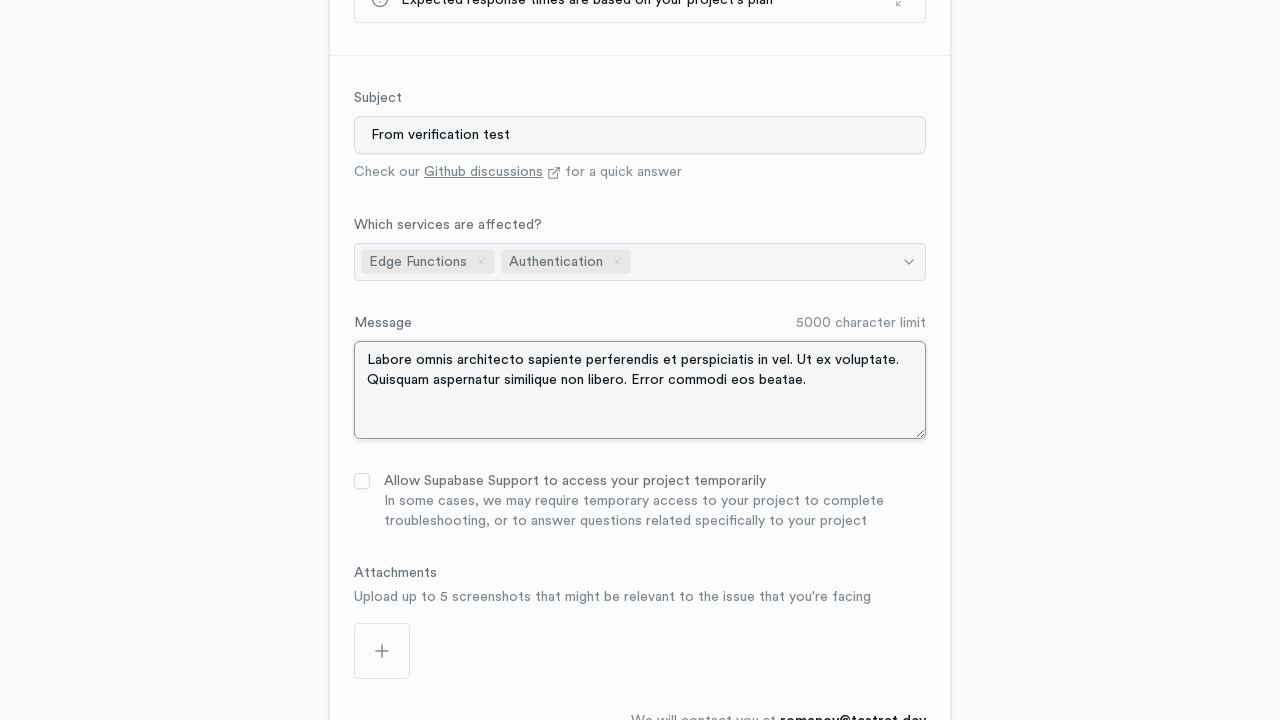 Expected response times are based on your project's plan
Subject
From verification test
Check our Github discussions for a quick answer
Which services are affected?
Edge Functions Authentication
Message 5000 character limit
Labore omnis architecto sapiente perferendis et perspiciatis in vel. Ut ex voluptate.
Quisquam aspernatur similique non libero. Error commodi eos beatae.
Allow Supabase Support to access your project temporarily
In some cases, we may require temporary access to your project to complete
troubleshooting, or to answer questions related specifically to your project
Attachments
Upload up to 5 screenshots that might be relevant to the issue that you're facing
We will contact you at romanov@testret.dev